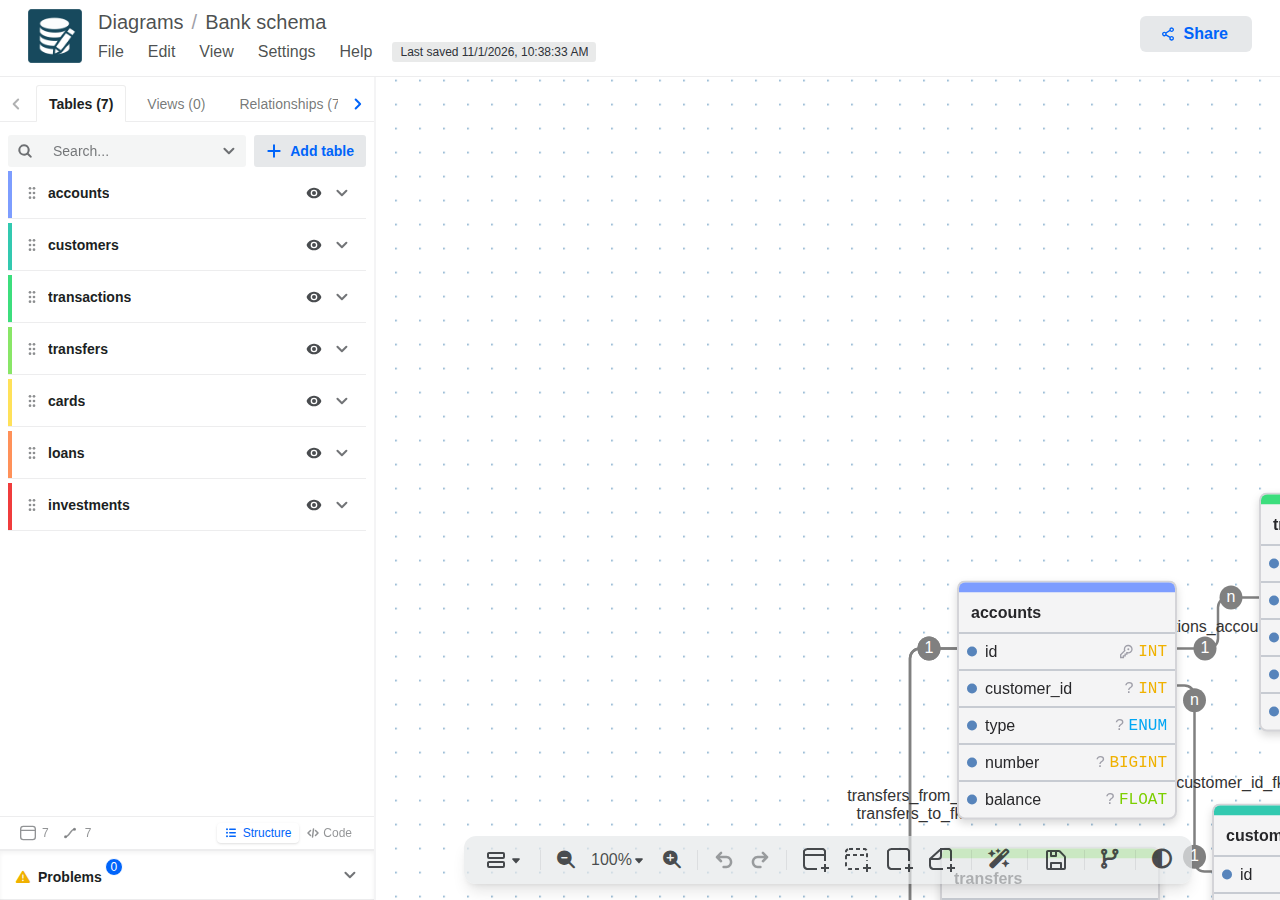 Diagrams / Bank schema
File Edit View Settings Help Last saved 11/1/2026, 10:38:33 AM
Share
Tables (7) Views (0) Relationships (7
Search... Add table
accounts
customers
transactions
transfers
cards
loans
investments
7 7 Structure Code
Problems 0
accounts
id INT
customer_id ? INT
type ? ENUM
number ? BIGINT
balance ? FLOAT
1
1
n
n
1
ions_accou
customer_id_fk
transfers_from_
transfers_to_fk
tr
custom
id
transfers
100%